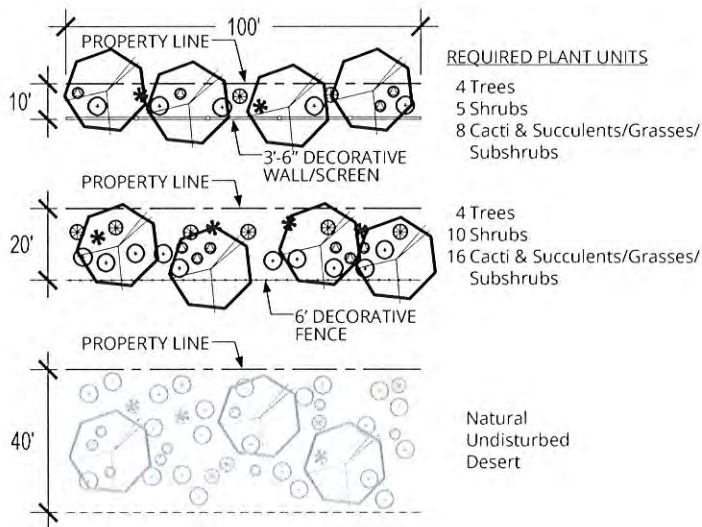 100'
PROPERTY LINE
REQUIRED PLANT UNITS
10'
4 Trees
5 Shrubs
8 Cacti & Succulents/Grasses/
Subshrubs
3'-6" DECORATIVE
WALL/SCREEN
PROPERTY LINE
20'
4 Trees
10 Shrubs
16 Cacti & Succulents/Grasses/
Subshrubs
6' DECORATIVE
FENCE
PROPERTY LINE
40'
Natural
Undisturbed
Desert